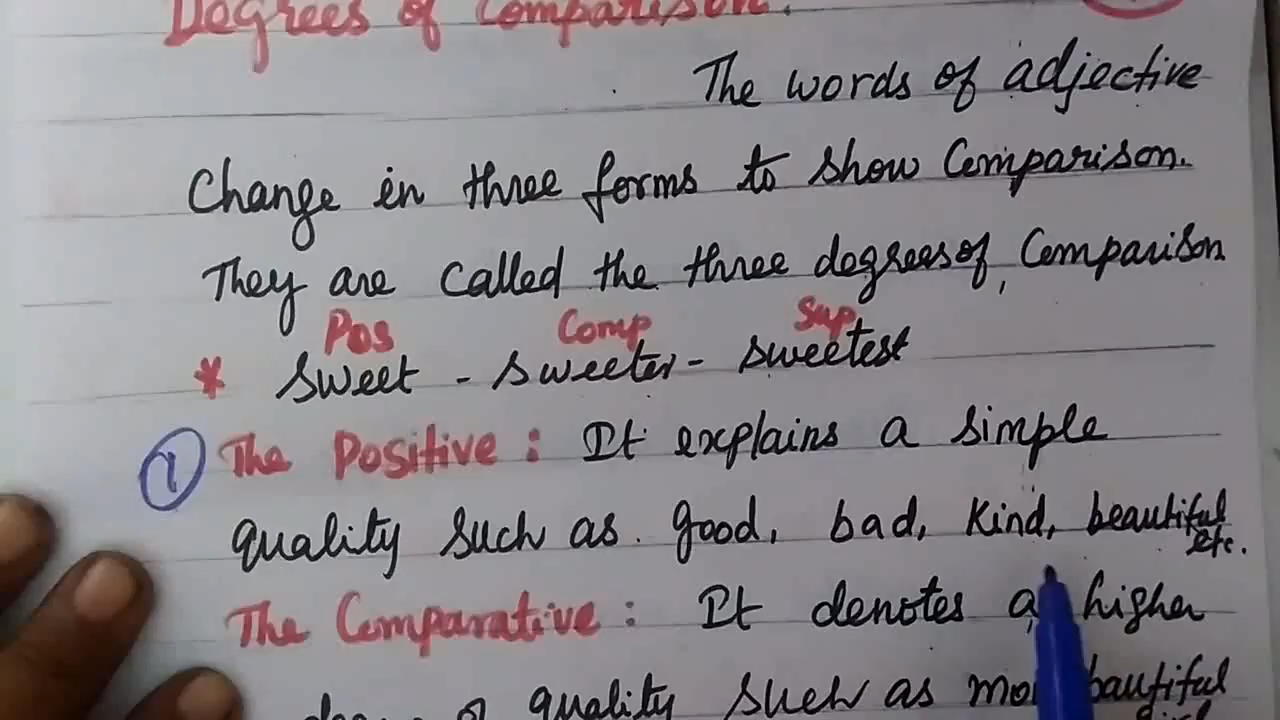 Degrees of Comparison.
The words of adjective
Change in three forms to show Comparison.
They are called the three degrees of, Comparison
Pos Comp Sup
* Sweet - Sweeter - Sweetest
1 The Positive : It explains a simple
quality such as. good, bad, kind, beautiful
etc.
The Comparative : It denotes a higher
quality such as bautiful